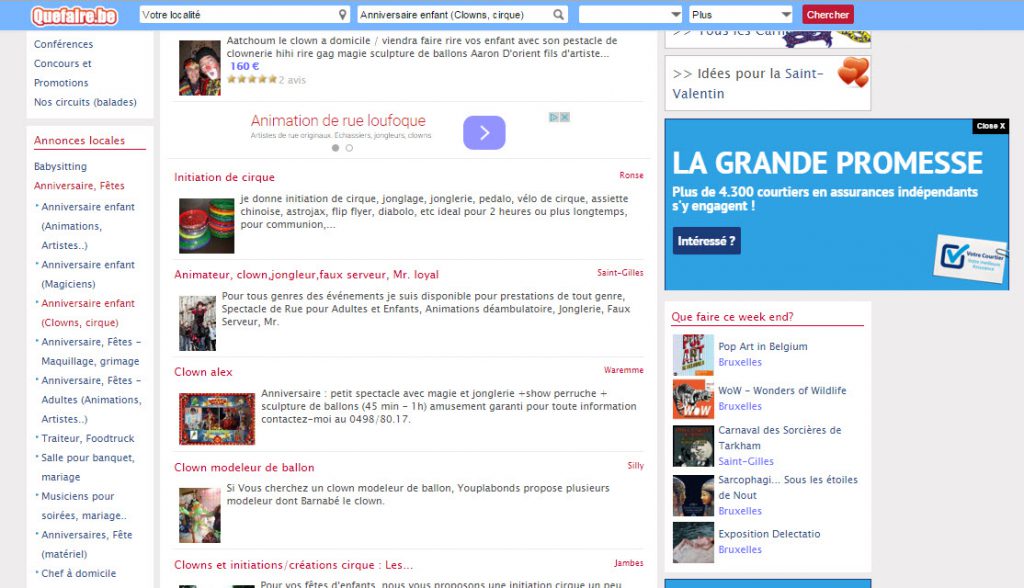 Quefaire.be
Votre localité
Anniversaire enfant (Clowns, cirque)
Plus
Chercher
Conférences
Concours et
Promotions
Nos circuits (balades)
Annonces locales
Babysitting
Anniversaire, Fêtes
Anniversaire enfant
(Animations,
Artistes..)
Anniversaire enfant
(Magiciens)
Anniversaire enfant
(Clowns, cirque)
Anniversaire, Fêtes -
Maquillage, grimage
Anniversaire, Fêtes -
Adultes (Animations,
Artistes..)
Traiteur, Foodtruck
Salle pour banquet,
mariage
Musiciens pour
soirées, mariage..
Anniversaires, Fête
(matériel)
Chef à domicile
Aatchoum le clown a domicile / viendra faire rire vos enfant avec son pestacle de
clownerie hihi rire gag magie sculpture de ballons Aaron D'orient fils d'artiste...
160 €
2 avis
Animation de rue loufoque
Artistes de rue originaux. Echassiers, jongleurs, clowns
Initiation de cirque
Ronse
je donne initiation de cirque, jonglage, jonglerie, pedalo, vélo de cirque, assiette
chinoise, astrojax, flip flyer, diabolo, etc ideal pour 2 heures ou plus longtemps,
pour communion,...
Animateur, clown,jongleur,faux serveur, Mr. loyal
Saint-Gilles
Pour tous genres des événements je suis disponible pour prestations de tout genre,
Spectacle de Rue pour Adultes et Enfants, Animations déambulatoire, Jonglerie, Faux
Serveur, Mr.
Clown alex
Waremme
Anniversaire : petit spectacle avec magie et jonglerie +show perruche +
sculpture de ballons (45 min - 1h) amusement garanti pour toute information
contactez-moi au 0498/80.17.
Clown modeleur de ballon
Silly
Si Vous cherchez un clown modeleur de ballon, Youplabonds propose plusieurs
modeleur dont Barnabé le clown.
Clowns et initiations/créations cirque : Les...
Jambes
Pour vos fêtes d'enfants, nous vous proposons une initiation cirque un peu
>> Tous les Carn
>> Idées pour la Saint-
Valentin
Close X
LA GRANDE PROMESSE
Plus de 4.300 courtiers en assurances indépendants
s'y engagent !
Intéressé ?
Votre Courtier
Votre meilleure
Assurance
Que faire ce week end?
POP
ART
Pop Art in Belgium
Bruxelles
WOW
WoW - Wonders of Wildlife
Bruxelles
Carnaval des Sorcières de
Tarkham
Saint-Gilles
Sarcophagi... Sous les étoiles
de Nout
Bruxelles
Exposition Delectatio
Bruxelles